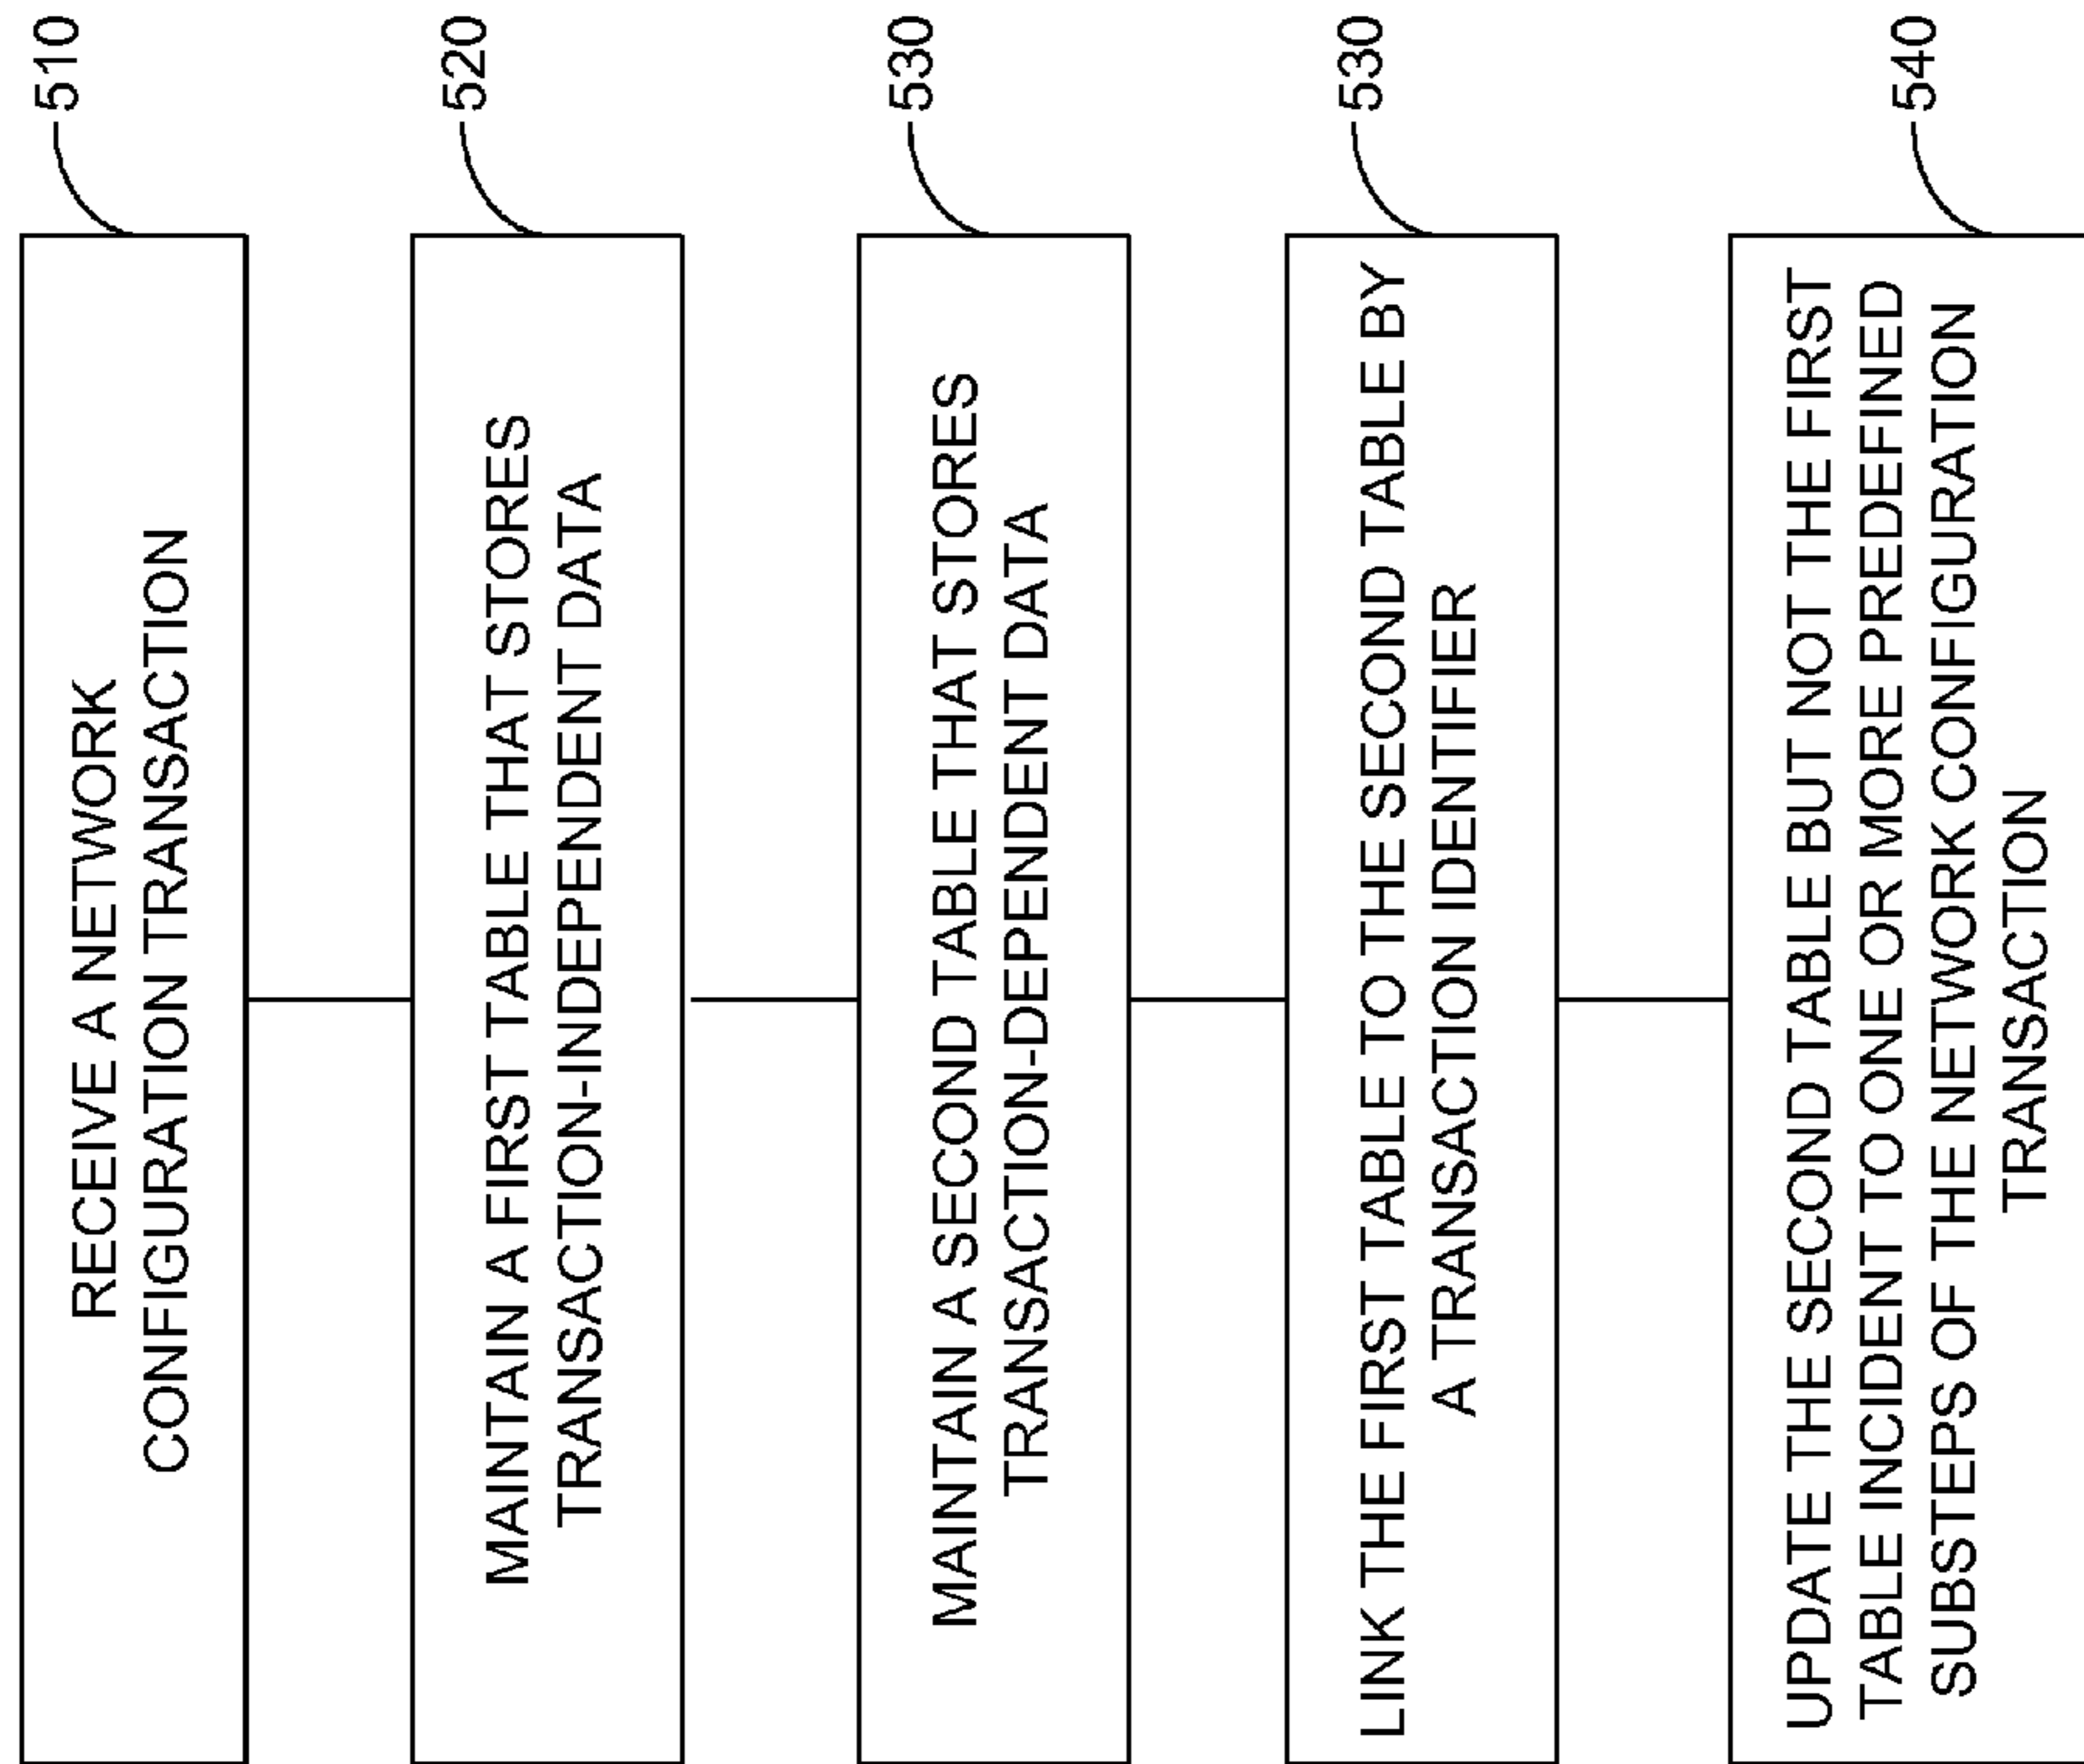 510
RECEIVE A NETWORK
CONFIGURATION TRANSACTION
520
MAINTAIN A FIRST TABLE THAT STORES
TRANSACTION-INDEPENDENT DATA
530
MAINTAIN A SECOND TABLE THAT STORES
TRANSACTION-DEPENDENT DATA
530
LINK THE FIRST TABLE TO THE SECOND TABLE BY
A TRANSACTION IDENTIFIER
540
UPDATE THE SECOND TABLE BUT NOT THE FIRST
TABLE INCIDENT TO ONE OR MORE PREDEFINED
SUBSTEPS OF THE NETWORK CONFIGURATION
TRANSACTION